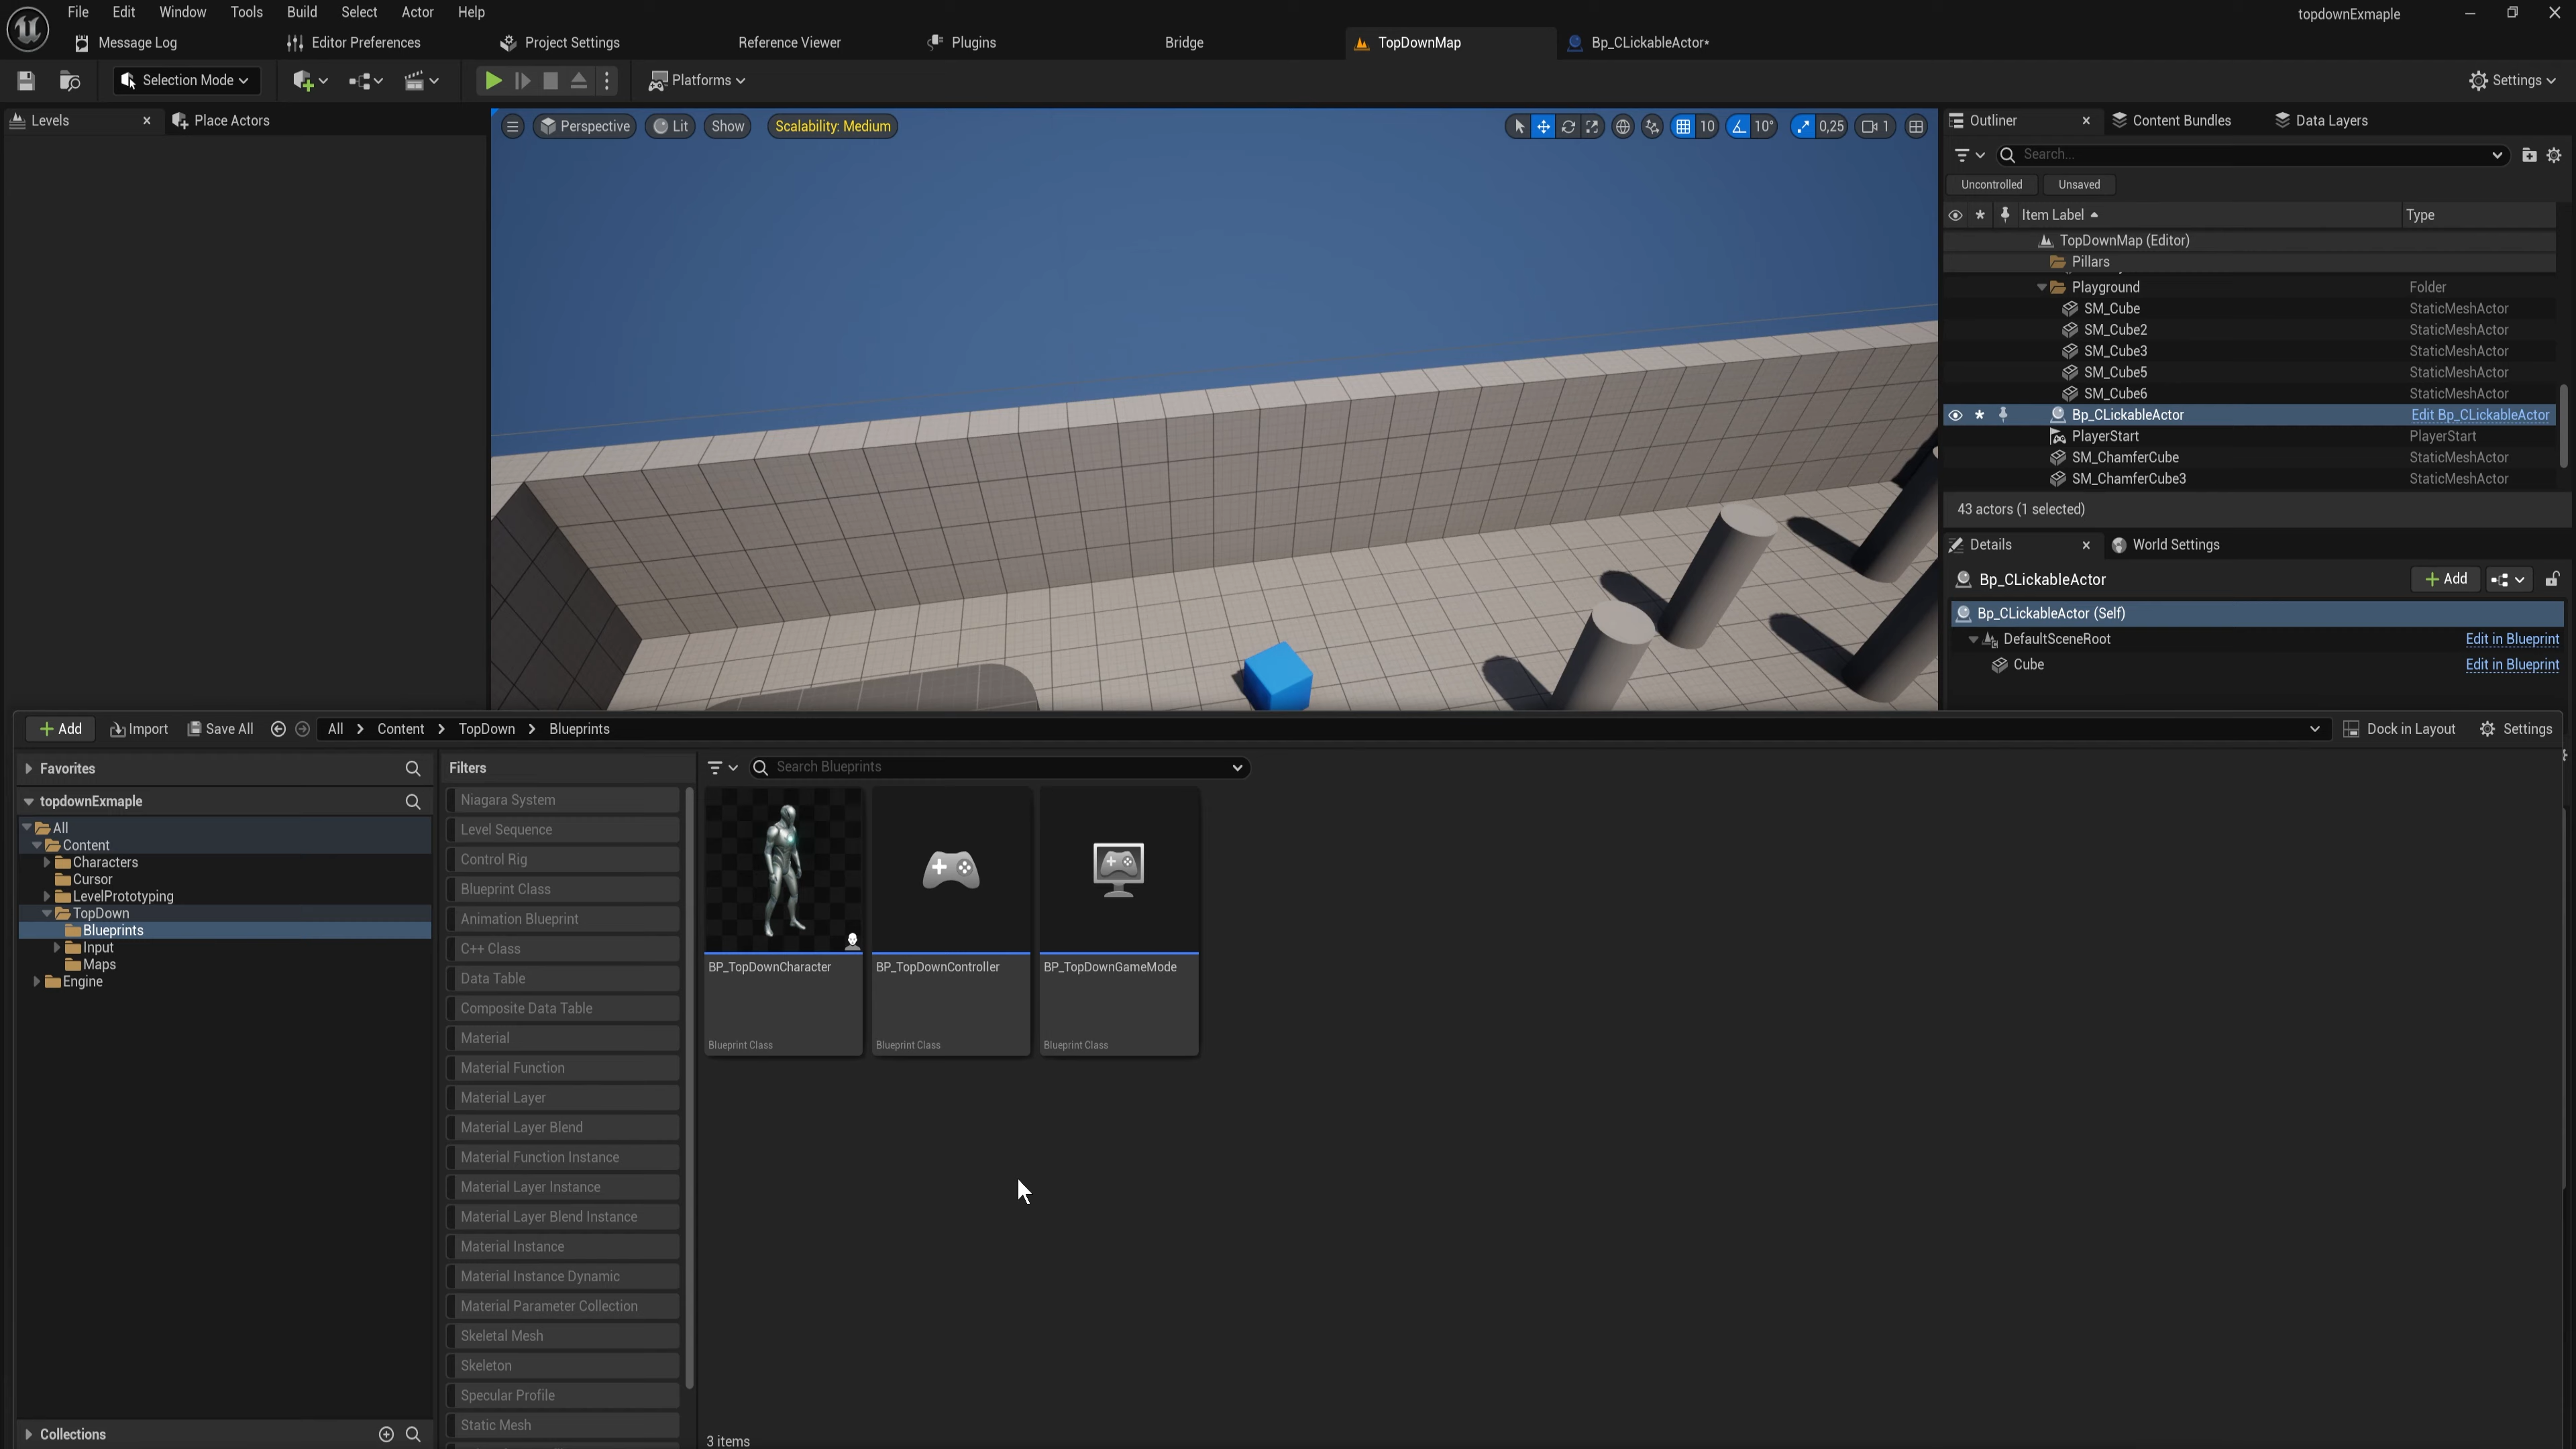 File Edit Window Tools Build Select Actor Help
topdownExmaple
Message Log
Editor Preferences
Project Settings
Reference Viewer
Plugins
Bridge
TopDownMap
Bp_CLickableActor*
Selection Mode
Platforms
Settings
Levels
Place Actors
Perspective
Lit
Show
Scalability: Medium
10
10°
0,25
1
Outliner
Content Bundles
Data Layers
Search...
Uncontrolled
Unsaved
Item Label
Type
TopDownMap (Editor)
Pillars
Playground Folder
SM_Cube StaticMeshActor
SM_Cube2 StaticMeshActor
SM_Cube3 StaticMeshActor
SM_Cube5 StaticMeshActor
SM_Cube6 StaticMeshActor
Bp_CLickableActor Edit Bp_CLickableActor
PlayerStart PlayerStart
SM_ChamferCube StaticMeshActor
SM_ChamferCube3 StaticMeshActor
43 actors (1 selected)
Details
World Settings
Bp_CLickableActor
Add
Bp_CLickableActor (Self)
DefaultSceneRoot Edit in Blueprint
Cube Edit in Blueprint
Add
Import
Save All
All
Content
TopDown
Blueprints
Dock in Layout
Settings
Favorites
topdownExmaple
All
Content
Characters
Cursor
LevelPrototyping
TopDown
Blueprints
Input
Maps
Engine
Collections
Filters
Niagara System
Level Sequence
Control Rig
Blueprint Class
Animation Blueprint
C++ Class
Data Table
Composite Data Table
Material
Material Function
Material Layer
Material Layer Blend
Material Function Instance
Material Layer Instance
Material Layer Blend Instance
Material Instance
Material Instance Dynamic
Material Parameter Collection
Skeletal Mesh
Skeleton
Specular Profile
Static Mesh
Search Blueprints
BP_TopDownCharacter
Blueprint Class
BP_TopDownController
Blueprint Class
BP_TopDownGameMode
Blueprint Class
3 items